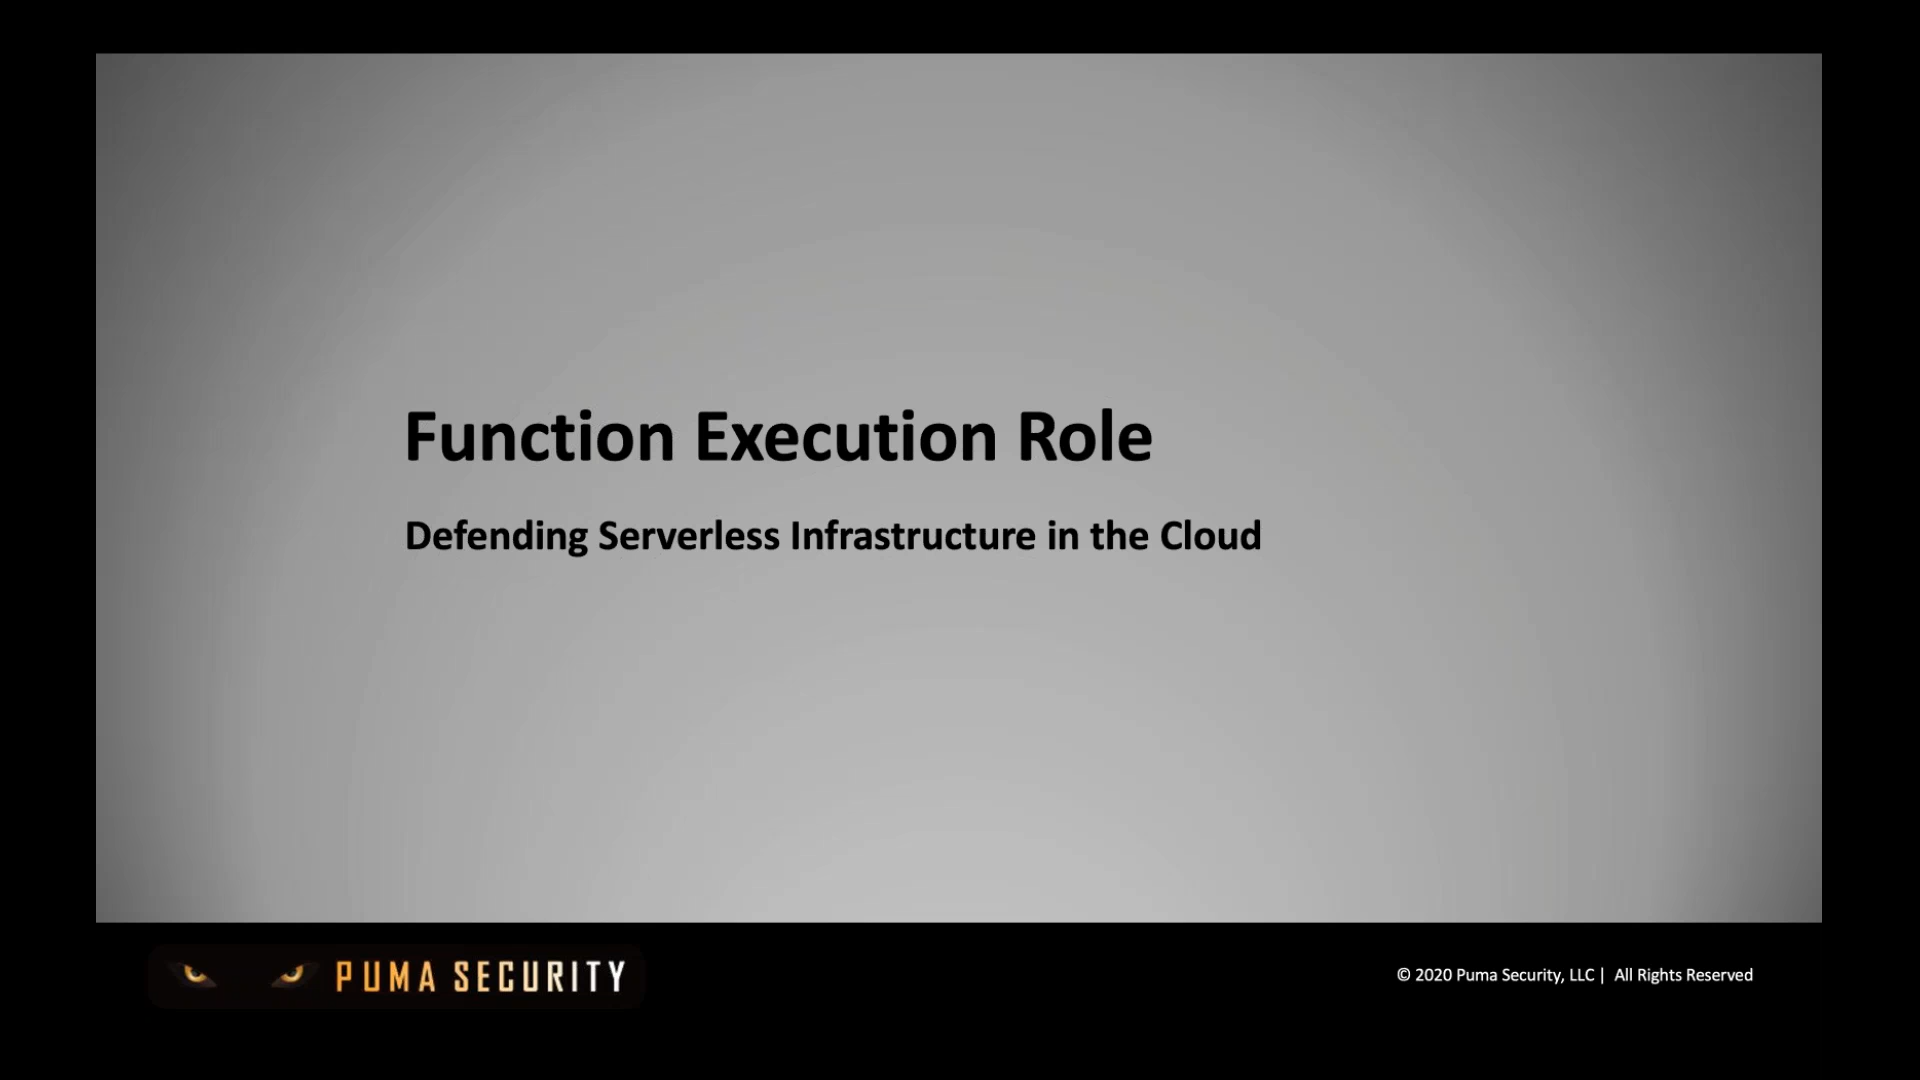 Function Execution Role
Defending Serverless Infrastructure in the Cloud
PUMA SECURITY
© 2020 Puma Security, LLC | All Rights Reserved